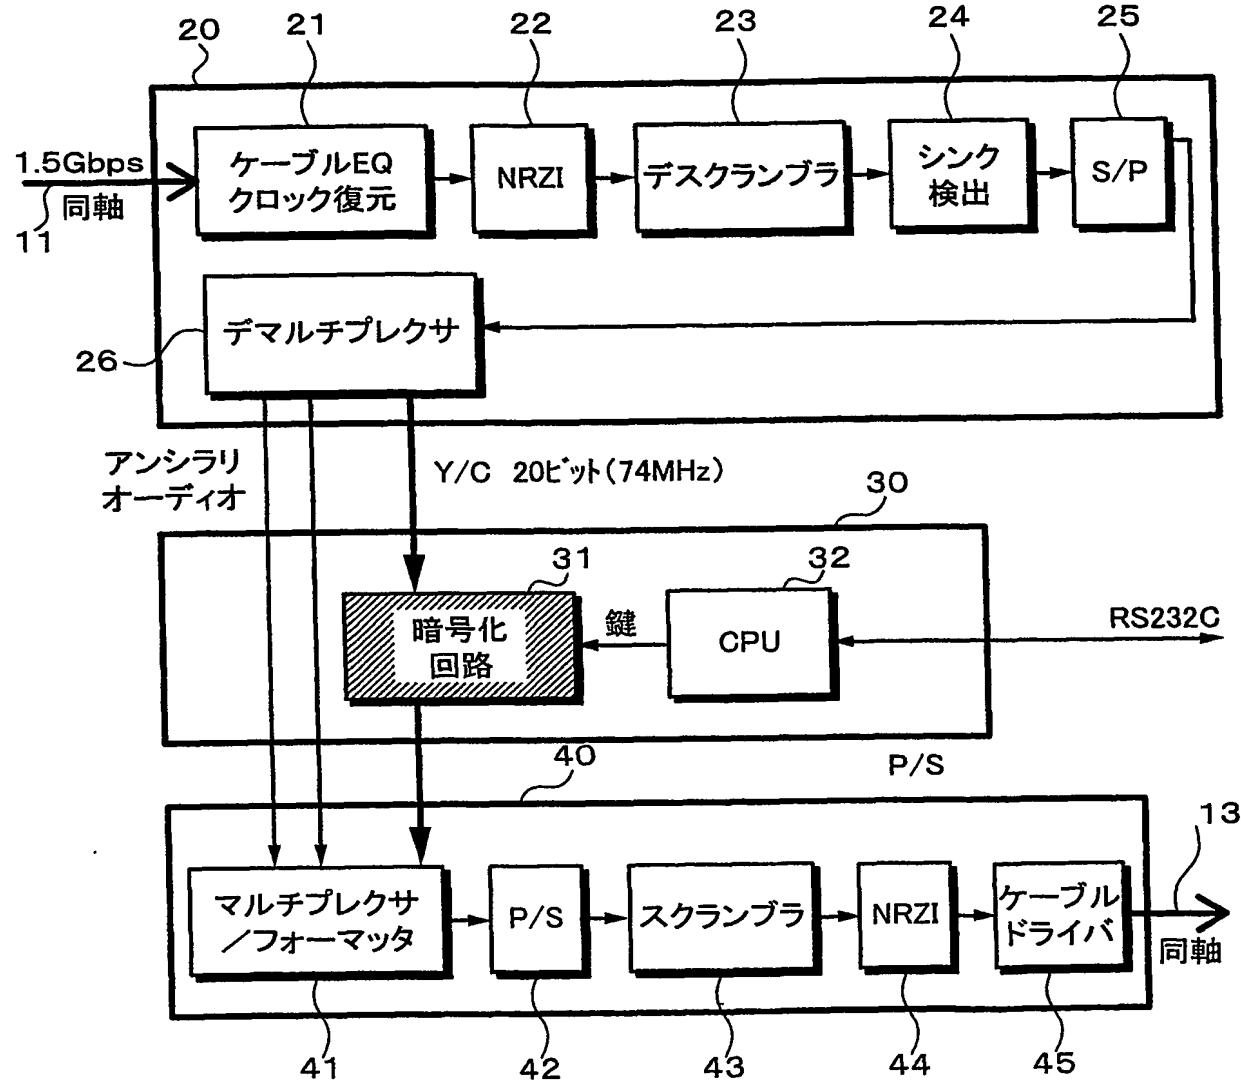 20
21
22
23
24
25
1.5Gbps
同軸
11
ケーブルEQ
クロック復元
NRZI
デスクランブラ
シンク
検出
S/P
デマルチプレクサ
26
アンシラリ
オーディオ
Y/C 20ビット(74MHz)
30
31
32
暗号化
回路
鍵
CPU
RS232C
40
P/S
13
マルチプレクサ
/フォーマッタ
P/S
スクランブラ
NRZI
ケーブル
ドライバ
同軸
41
42
43
44
45